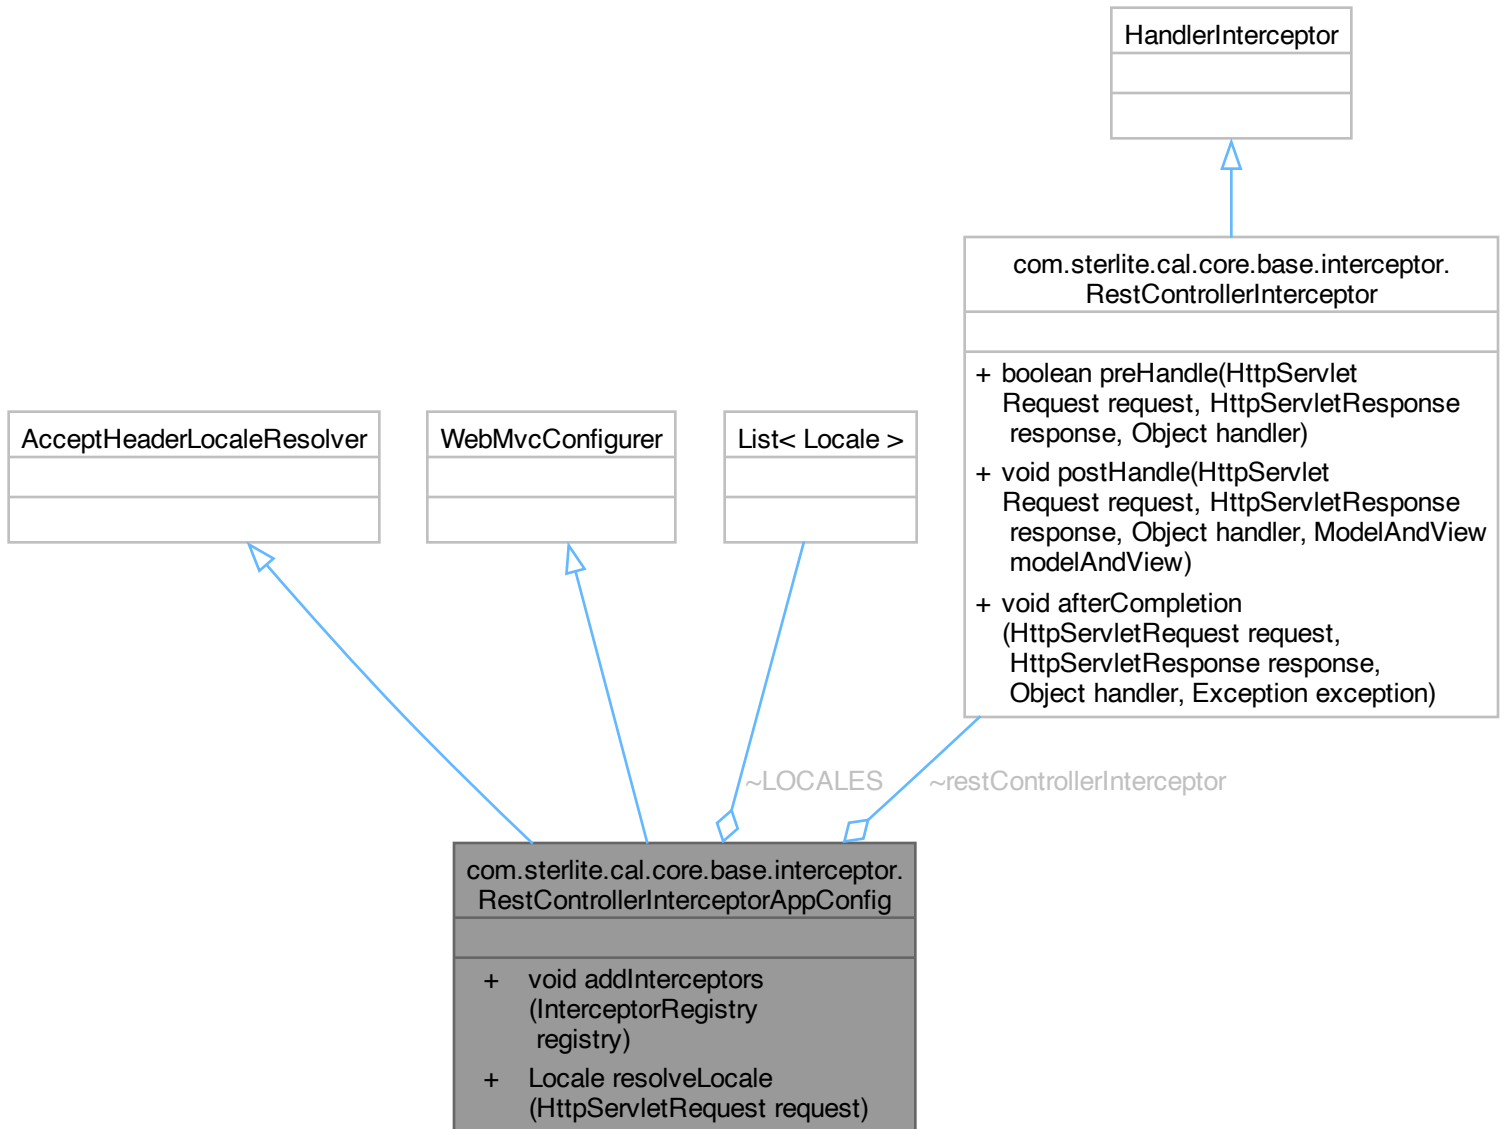 HandlerInterceptor
com.sterlite.cal.core.base.interceptor.
RestControllerInterceptor
+ boolean preHandle(HttpServlet
Request request, HttpServletResponse
response, Object handler)
+ void postHandle(HttpServlet
Request request, HttpServletResponse
response, Object handler, ModelAndView
modelAndView)
+ void afterCompletion
(HttpServletRequest request,
HttpServletResponse response,
Object handler, Exception exception)
AcceptHeaderLocaleResolver
WebMvcConfigurer
List< Locale >
~LOCALES
~restControllerInterceptor
com.sterlite.cal.core.base.interceptor.
RestControllerInterceptorAppConfig
+ void addInterceptors
(InterceptorRegistry
registry)
+ Locale resolveLocale
(HttpServletRequest request)